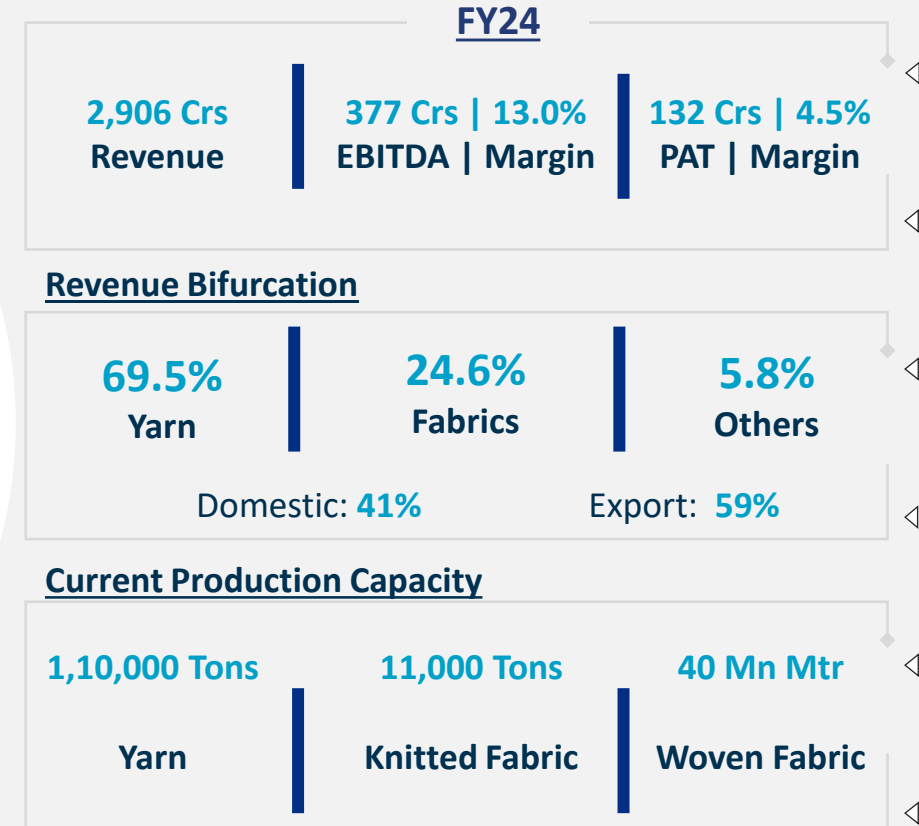 FY24
2,906 Crs
Revenue
377 Crs | 13.0%
EBITDA | Margin
132 Crs | 4.5%
PAT | Margin
Revenue Bifurcation
69.5%
Yarn
24.6%
Fabrics
5.8%
Others
Domestic: 41%
Export: 59%
Current Production Capacity
1,10,000 Tons
Yarn
11,000 Tons
Knitted Fabric
40 Mn Mtr
Woven Fabric